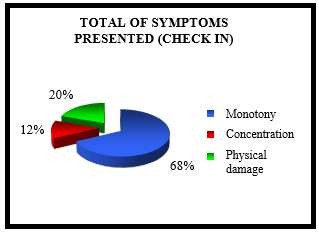 TOTAL OF SYMPTOMS
PRESENTED (CHECK IN)
20%
12%
68%
Monotony
Concentration
Physical
damage